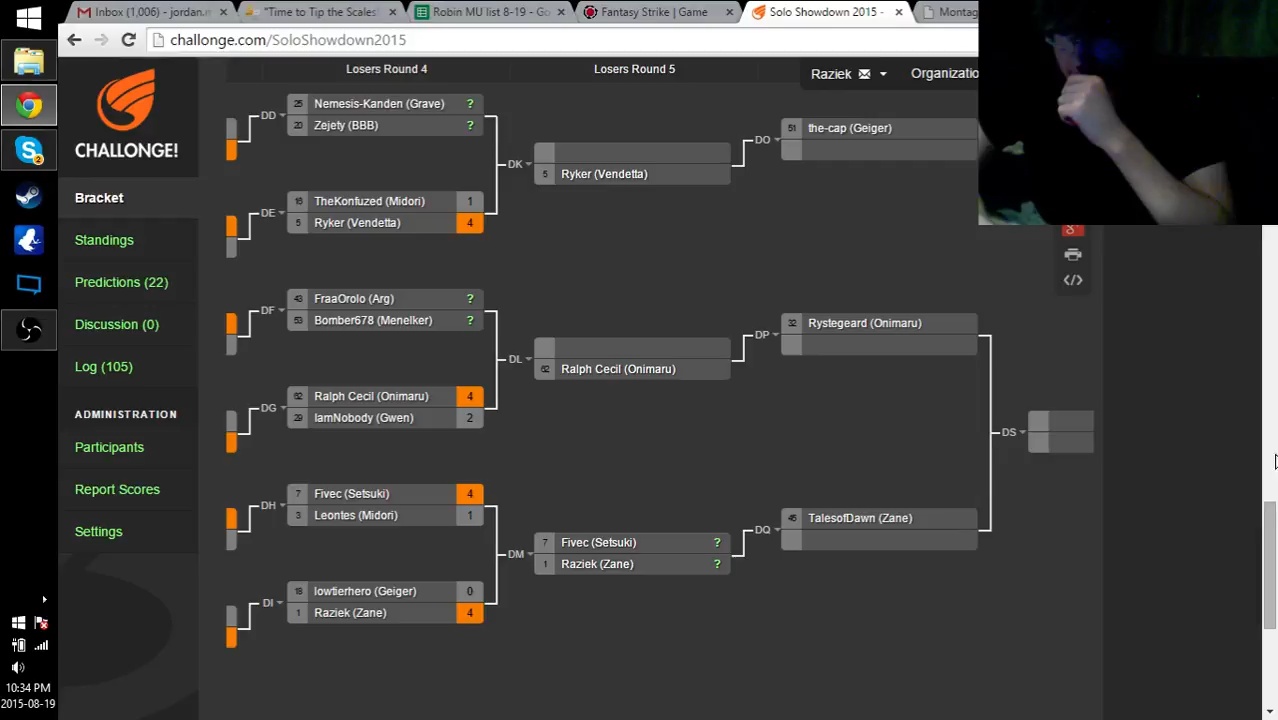 Inbox (1,006) - jordan.m
"Time to Tip the Scales!
Robin MU list 8-19 - Go
Fantasy Strike | Game
Solo Showdown 2015 -
Montag
challonge.com/SoloShowdown2015
CHALLONGE!
Bracket
Standings
Predictions (22)
Discussion (0)
Log (105)
ADMINISTRATION
Participants
Report Scores
Settings
Losers Round 4
Losers Round 5
Raziek
Organizatio
DD
25 Nemesis-Kanden (Grave) ?
20 Zejety (BBB) ?
DE
16 TheKonfuzed (Midori) 1
5 Ryker (Vendetta) 4
DK
5 Ryker (Vendetta)
DO
51 the-cap (Geiger)
DF
43 FraaOrolo (Arg) ?
53 Bomber678 (Menelker) ?
DG
62 Ralph Cecil (Onimaru) 4
29 IamNobody (Gwen) 2
DL
62 Ralph Cecil (Onimaru)
DP
32 Rystegeard (Onimaru)
DS
DH
7 Fivec (Setsuki) 4
3 Leontes (Midori) 1
DI
18 lowtierhero (Geiger) 0
1 Raziek (Zane) 4
DM
7 Fivec (Setsuki) ?
1 Raziek (Zane) ?
DQ
45 TalesofDawn (Zane)
10:34 PM
2015-08-19